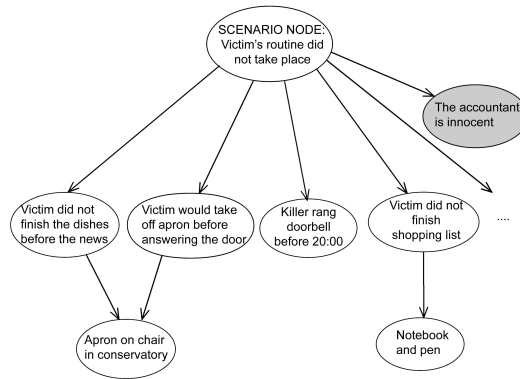 SCENARIO NODE:
Victim's routine did
not take place
The accountant
is innocent
Victim did not
finish the dishes
before the news
Victim would take
off apron before
answering the door
Killer rang
doorbell
before 20:00
Victim did not
finish
shopping list
....
Apron on chair
in conservatory
Notebook
and pen